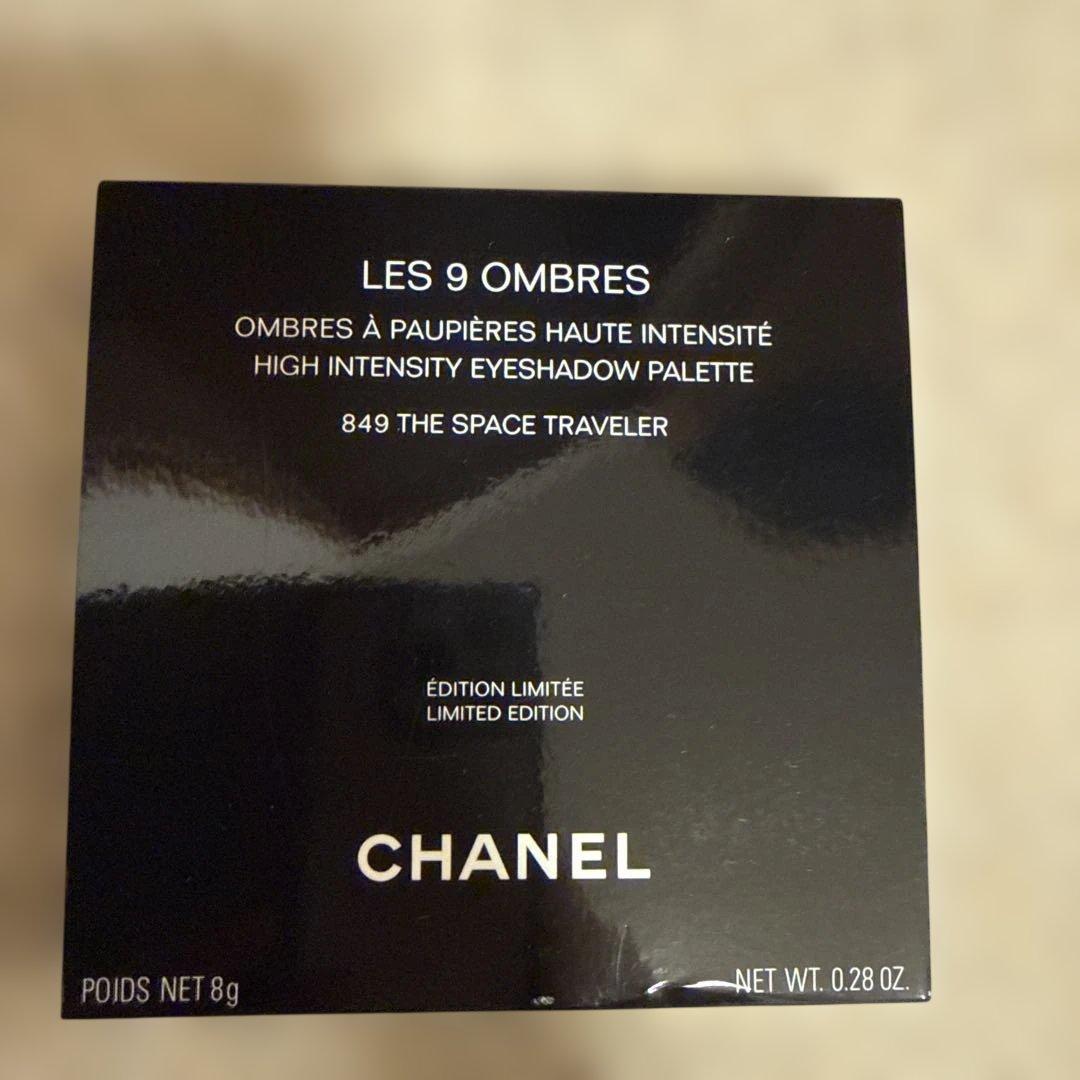 LES 9 OMBRES
OMBRES À PAUPIÈRES HAUTE INTENSITÉ
HIGH INTENSITY EYESHADOW PALETTE
849 THE SPACE TRAVELER
ÉDITION LIMITÉE
LIMITED EDITION
CHANEL
POIDS NET 8g
NET WT. 0.28 OZ.